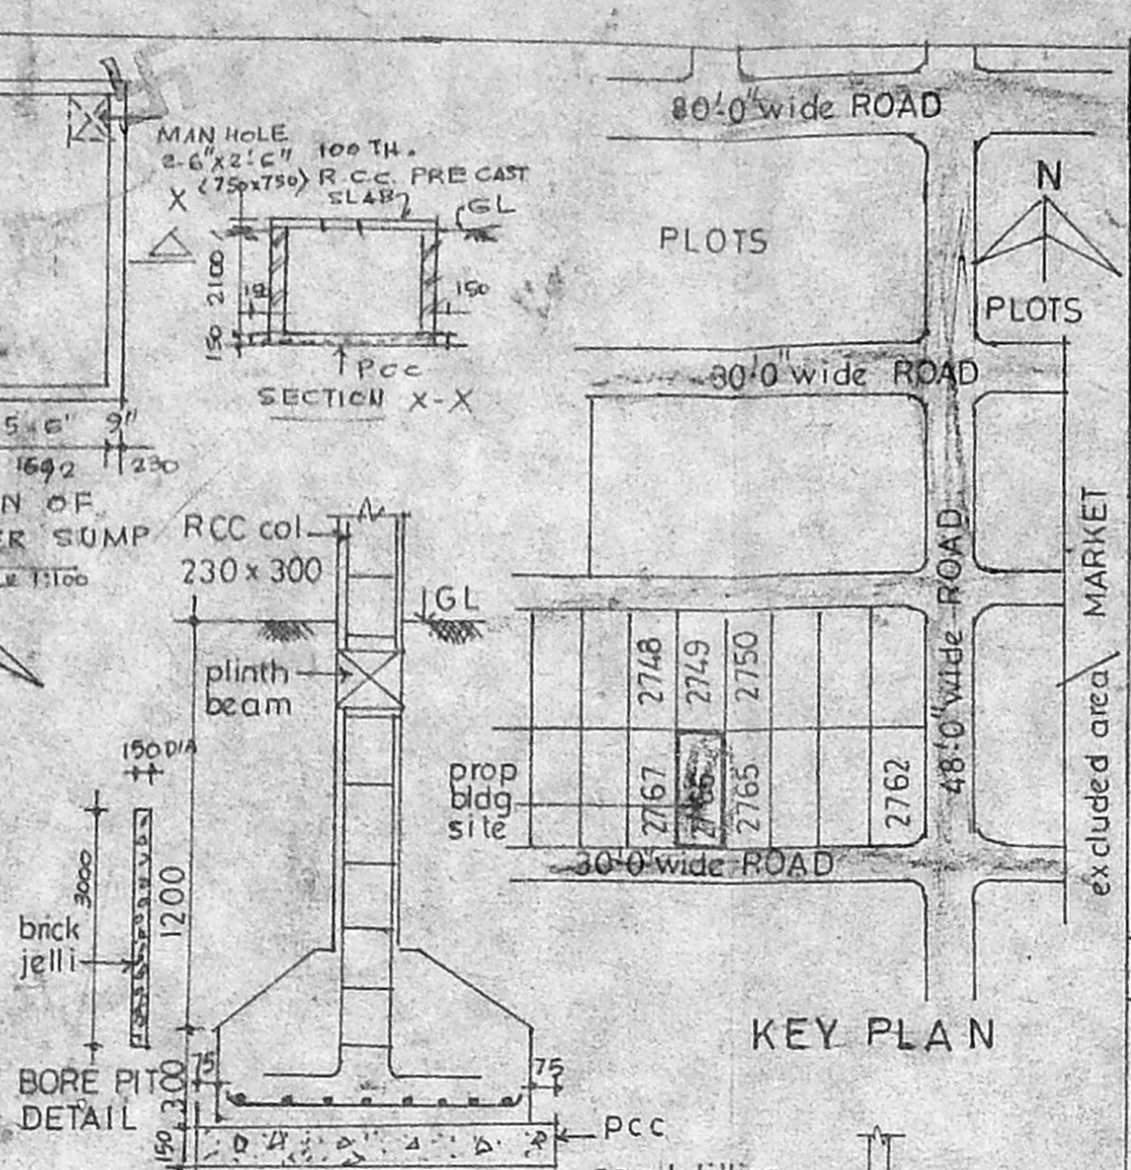 80'-0" wide ROAD
MAN HOLE
2-6"x2'-6"
(750x750)
100 TH.
R.C.C. PRE CAST
SLAB
GL
X
2100
150
150
PCC
SECTION X-X
5'-6" 9"
1692 230
N OF
ER SUMP
1:100
PLOTS
N
PLOTS
30'-0" wide ROAD
MARKET
excluded area
48'-0" wide ROAD
2748
2749
2750
2767
2765
2762
prop
bldg
site
30'-0" wide ROAD
KEY PLAN
RCC col
230 x 300
GL
plinth
beam
150 DIA
3000
1200
brick
jelli
BORE PIT
DETAIL
300
75
75
150
PCC